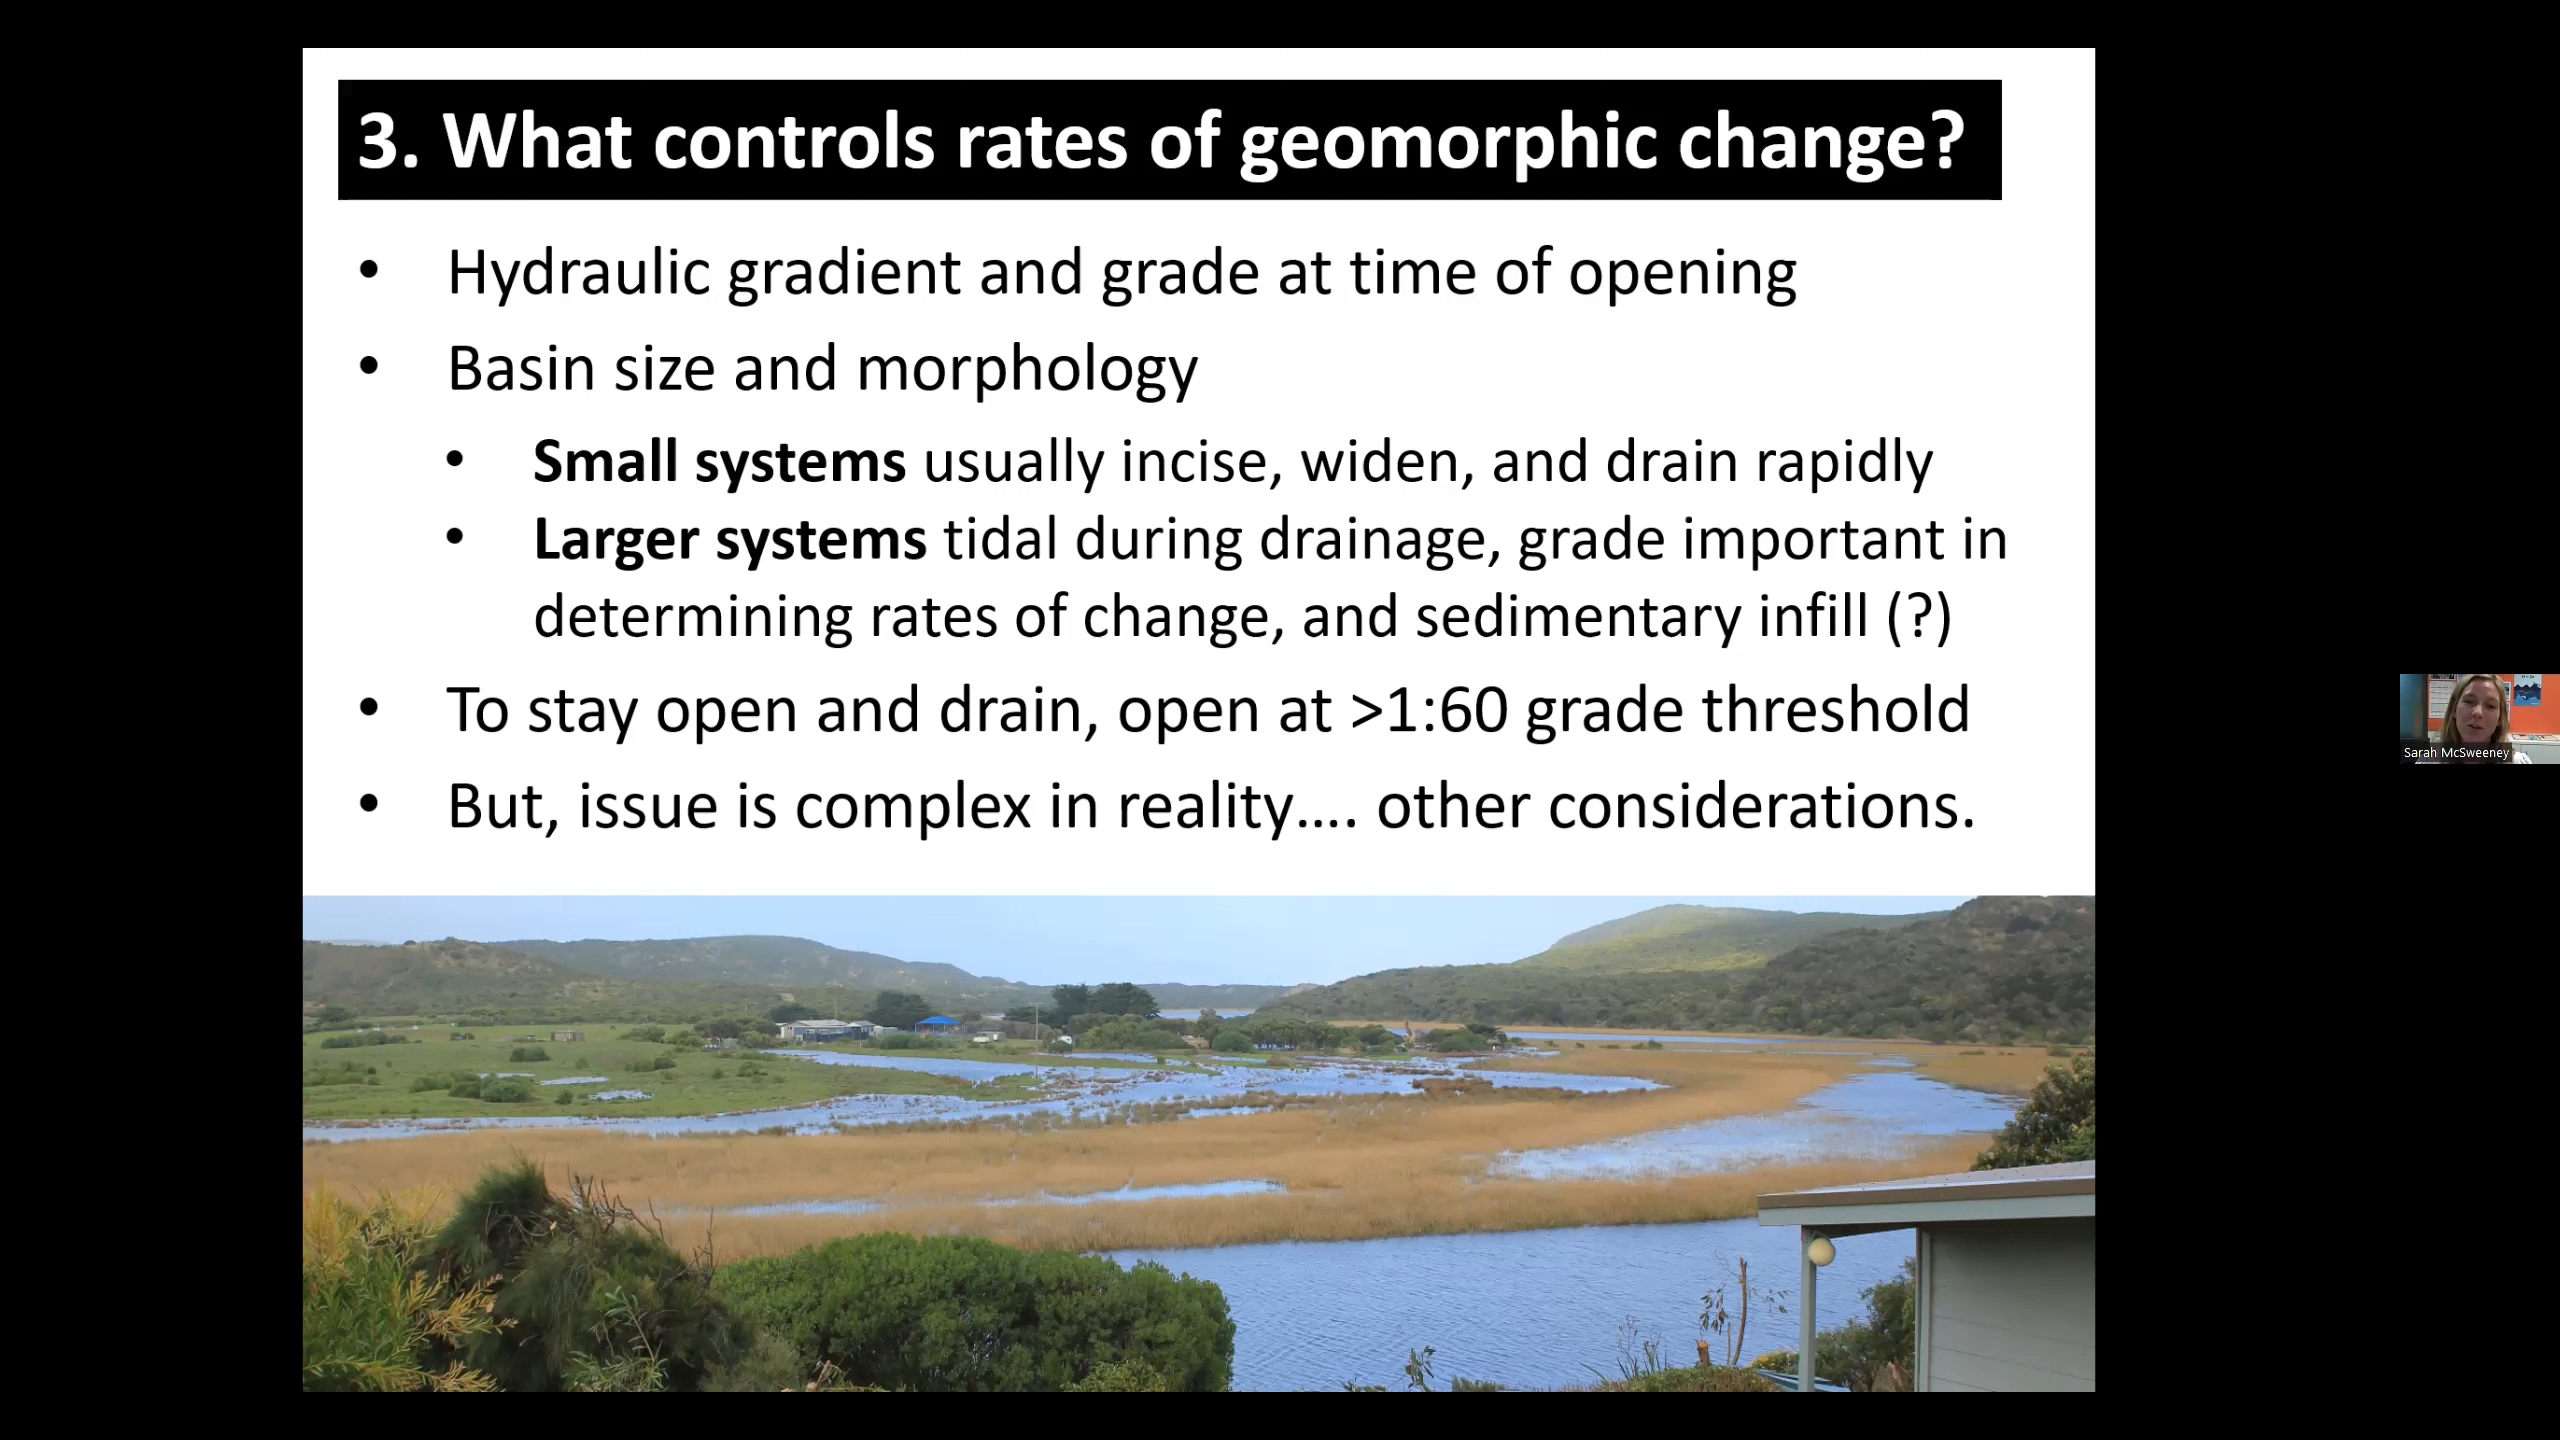 3. What controls rates of geomorphic change?
• Hydraulic gradient and grade at time of opening
• Basin size and morphology
• Small systems usually incise, widen, and drain rapidly
• Larger systems tidal during drainage, grade important in
determining rates of change, and sedimentary infill (?)
• To stay open and drain, open at >1:60 grade threshold
• But, issue is complex in reality.... other considerations.
Sarah McSweeney